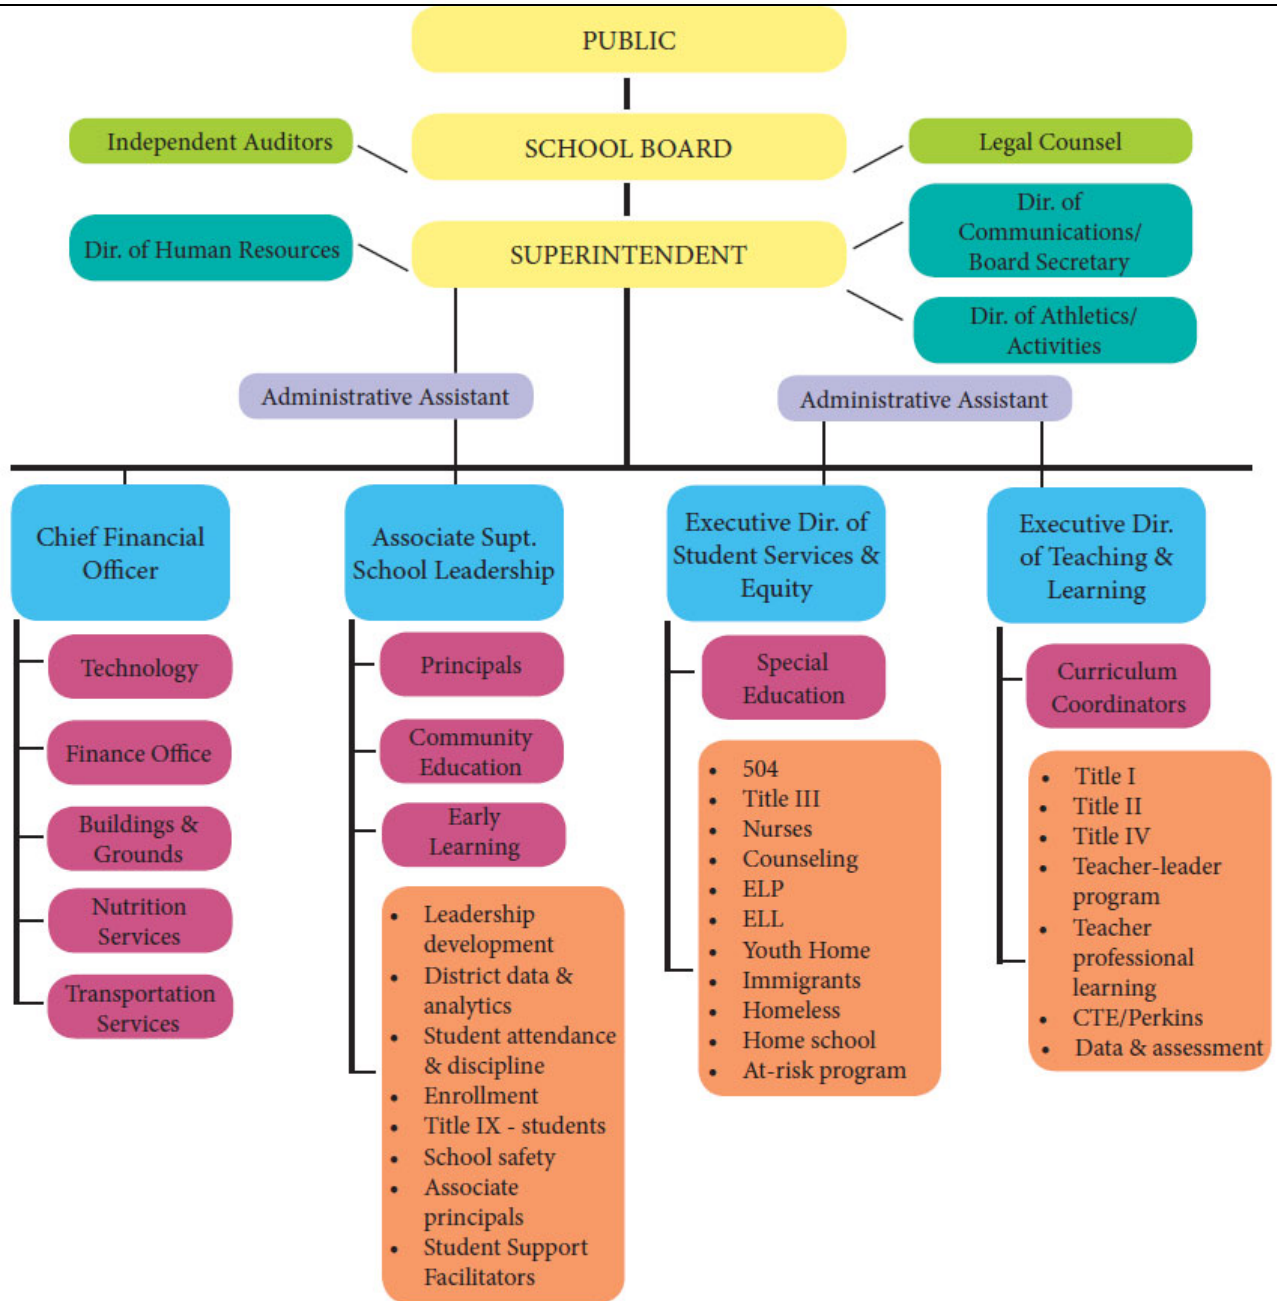 PUBLIC
Independent Auditors
SCHOOL BOARD
Legal Counsel
Dir. of Human Resources
SUPERINTENDENT
Dir. of
Communications/
Board Secretary
Dir. of Athletics/
Activities
Administrative Assistant
Administrative Assistant
Chief Financial
Officer
Technology
Finance Office
Buildings &
Grounds
Nutrition
Services
Transportation
Services
Associate Supt.
School Leadership
Principals
Community
Education
Early
Learning
• Leadership
development
• District data &
analytics
• Student attendance
& discipline
• Enrollment
• Title IX - students
• School safety
• Associate
principals
• Student Support
Facilitators
Executive Dir. of
Student Services &
Equity
Special
Education
• 504
• Title III
• Nurses
• Counseling
• ELP
• ELL
• Youth Home
• Immigrants
• Homeless
• Home school
• At-risk program
Executive Dir.
of Teaching &
Learning
Curriculum
Coordinators
• Title I
• Title II
• Title IV
• Teacher-leader
program
• Teacher
professional
learning
• CTE/Perkins
• Data & assessment